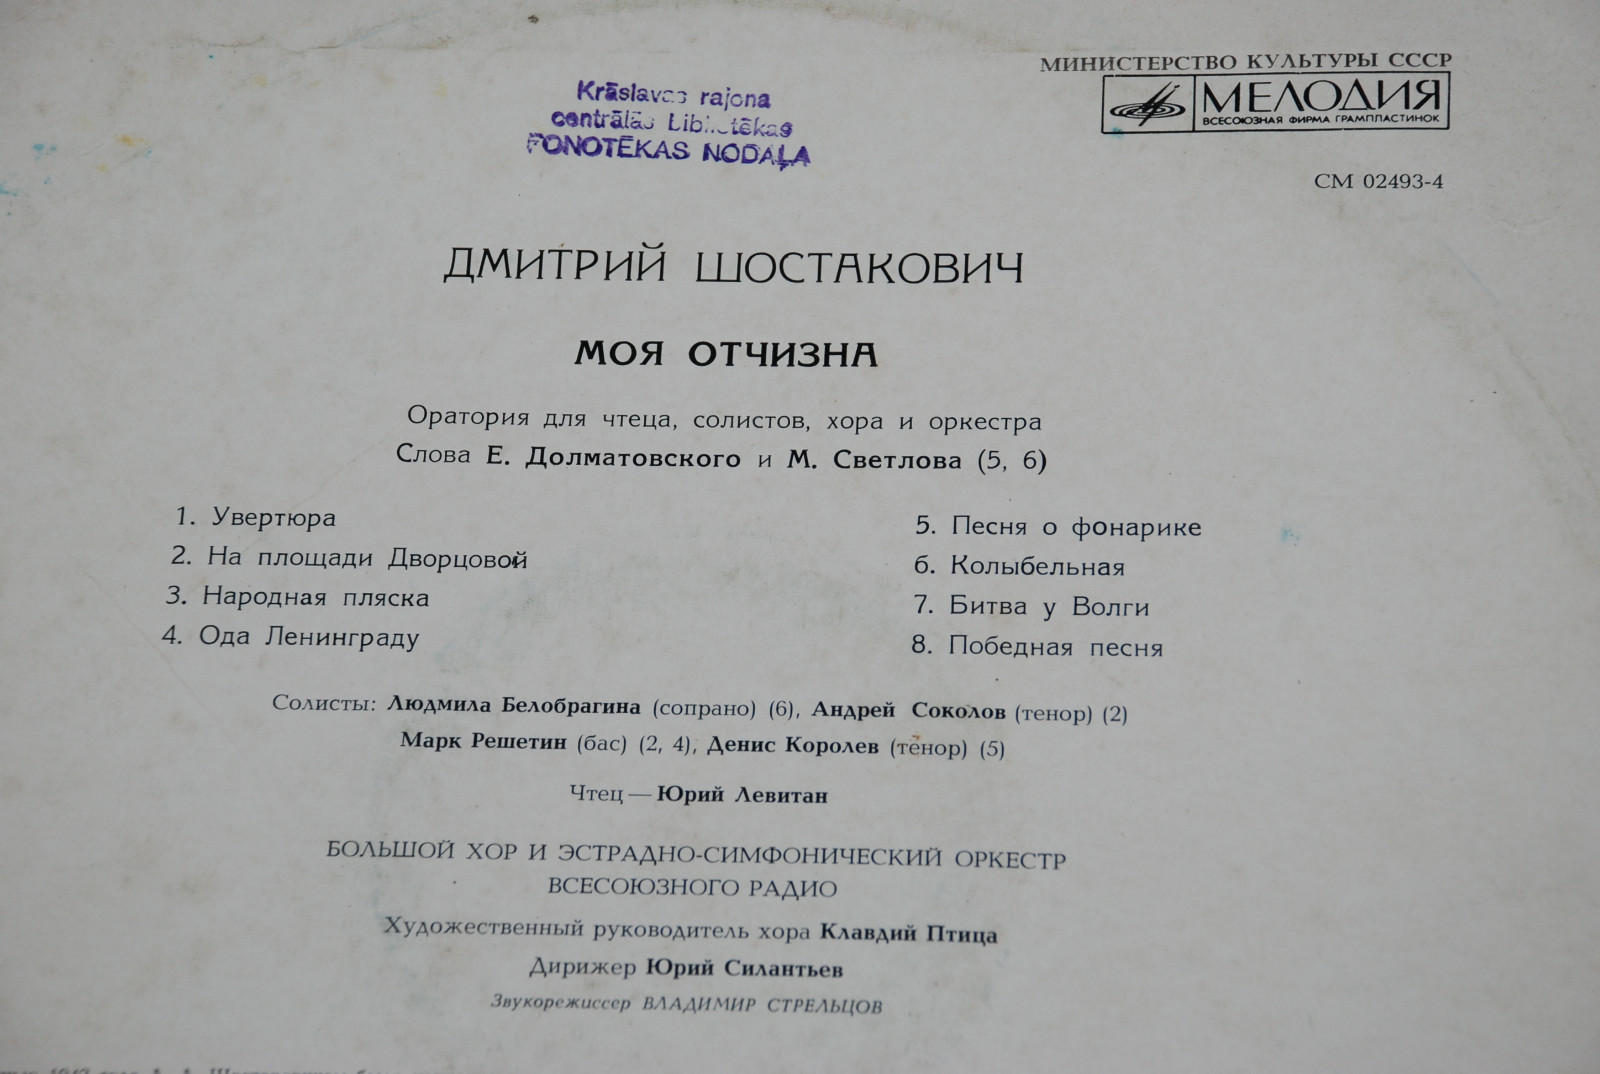 МИНИСТЕРСТВО КУЛЬТУРЫ СССР
МЕЛОДИЯ
ВСЕСОЮЗНАЯ ФИРМА ГРАМПЛАСТИНОК
Krāslavas rajona
centrālās Bibliotēkas
FONOTĒKAS NODAĻA
СМ 02493-4
ДМИТРИЙ ШОСТАКОВИЧ
МОЯ ОТЧИЗНА
Оратория для чтеца, солистов, хора и оркестра
Слова Е. Долматовского и М. Светлова (5, 6)
1. Увертюра
2. На площади Дворцовой
3. Народная пляска
4. Ода Ленинграду
5. Песня о фонарике
6. Колыбельная
7. Битва у Волги
8. Победная песня
Солисты: Людмила Белобрагина (сопрано) (6), Андрей Соколов (тенор) (2)
Марк Решетин (бас) (2, 4), Денис Королев (тенор) (5)
Чтец — Юрий Левитан
БОЛЬШОЙ ХОР И ЭСТРАДНО-СИМФОНИЧЕСКИЙ ОРКЕСТР
ВСЕСОЮЗНОГО РАДИО
Художественный руководитель хора Клавдий Птица
Дирижер Юрий Силантьев
Звукорежиссер ВЛАДИМИР СТРЕЛЬЦОВ